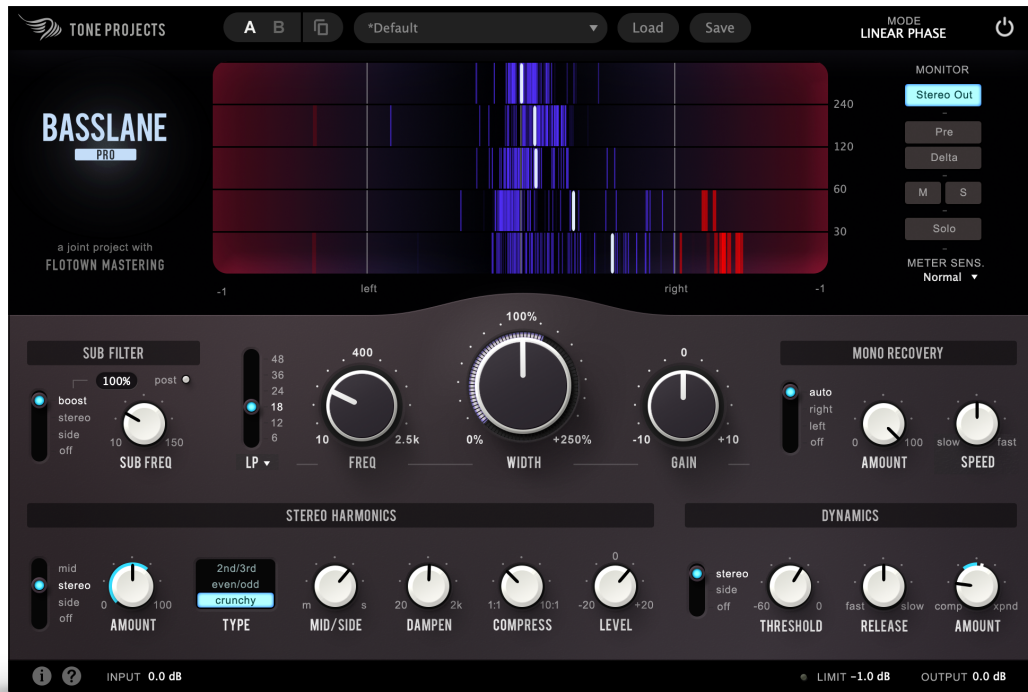 TONE PROJECTS
A B
*Default
Load
Save
MODE
LINEAR PHASE
BASSLANE
PRO
a joint project with
FLOTOWN MASTERING
240
120
60
30
-1 left right -1
MONITOR
Stereo Out
Pre
Delta
M S
Solo
METER SENS.
Normal
SUB FILTER
100% post
boost
stereo
side
off
10 150
SUB FREQ
48
36
24
18
12
6
LP
400
10 2.5k
FREQ
100%
0% +250%
WIDTH
0
-10 +10
GAIN
MONO RECOVERY
auto
right
left
off
0 100
AMOUNT
slow fast
SPEED
STEREO HARMONICS
mid
stereo
side
off
0 100
AMOUNT
2nd/3rd
even/odd
crunchy
TYPE
m s
MID/SIDE
20 2k
DAMPEN
1:1 10:1
COMPRESS
0
-20 +20
LEVEL
DYNAMICS
stereo
side
off
-60 0
THRESHOLD
fast slow
RELEASE
comp xpnd
AMOUNT
i ? INPUT 0.0 dB
LIMIT -1.0 dB OUTPUT 0.0 dB